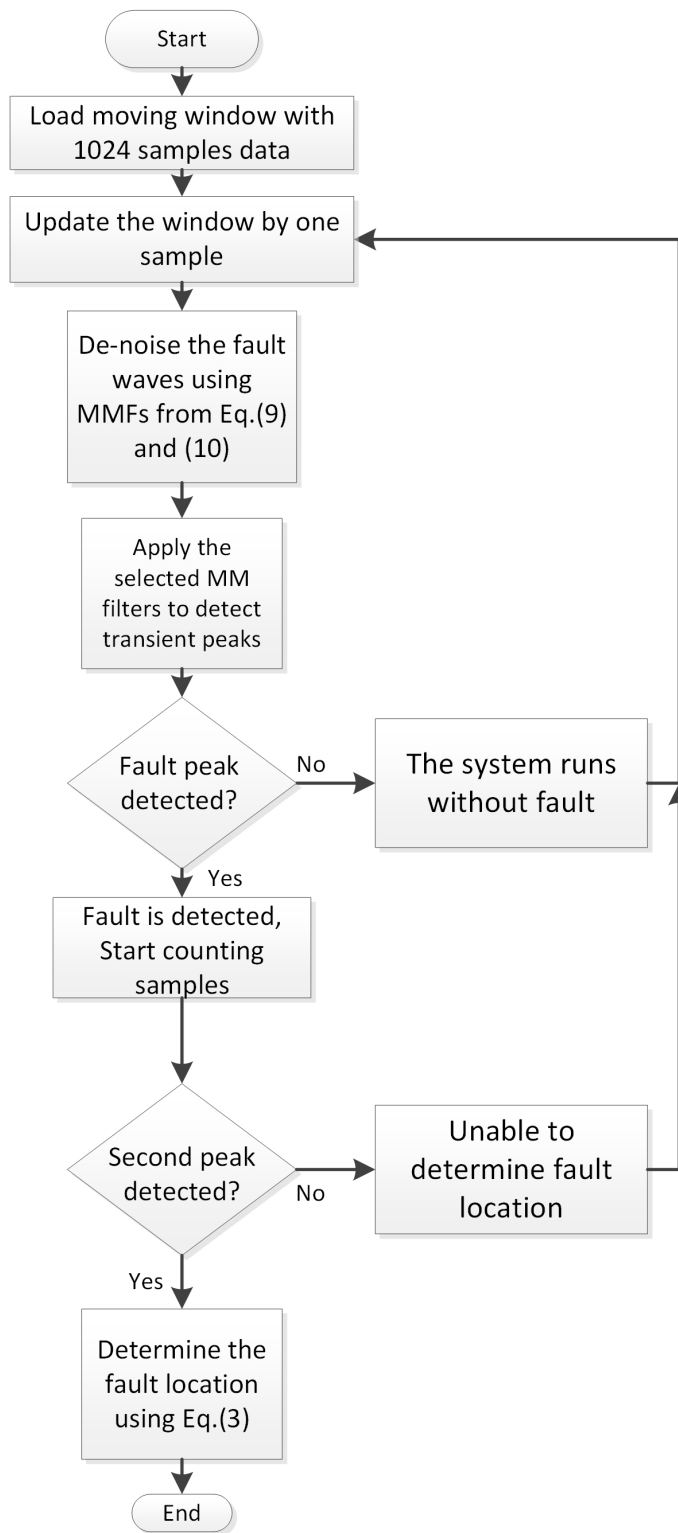 Start
Load moving window with
1024 samples data
Update the window by one
sample
De-noise the fault
waves using
MMFs from Eq.(9)
and (10)
Apply the
selected MM
filters to detect
transient peaks
Fault peak
detected?
No
The system runs
without fault
Yes
Fault is detected,
Start counting
samples
Second peak
detected?
No
Unable to
determine fault
location
Yes
Determine the
fault location
using Eq.(3)
End